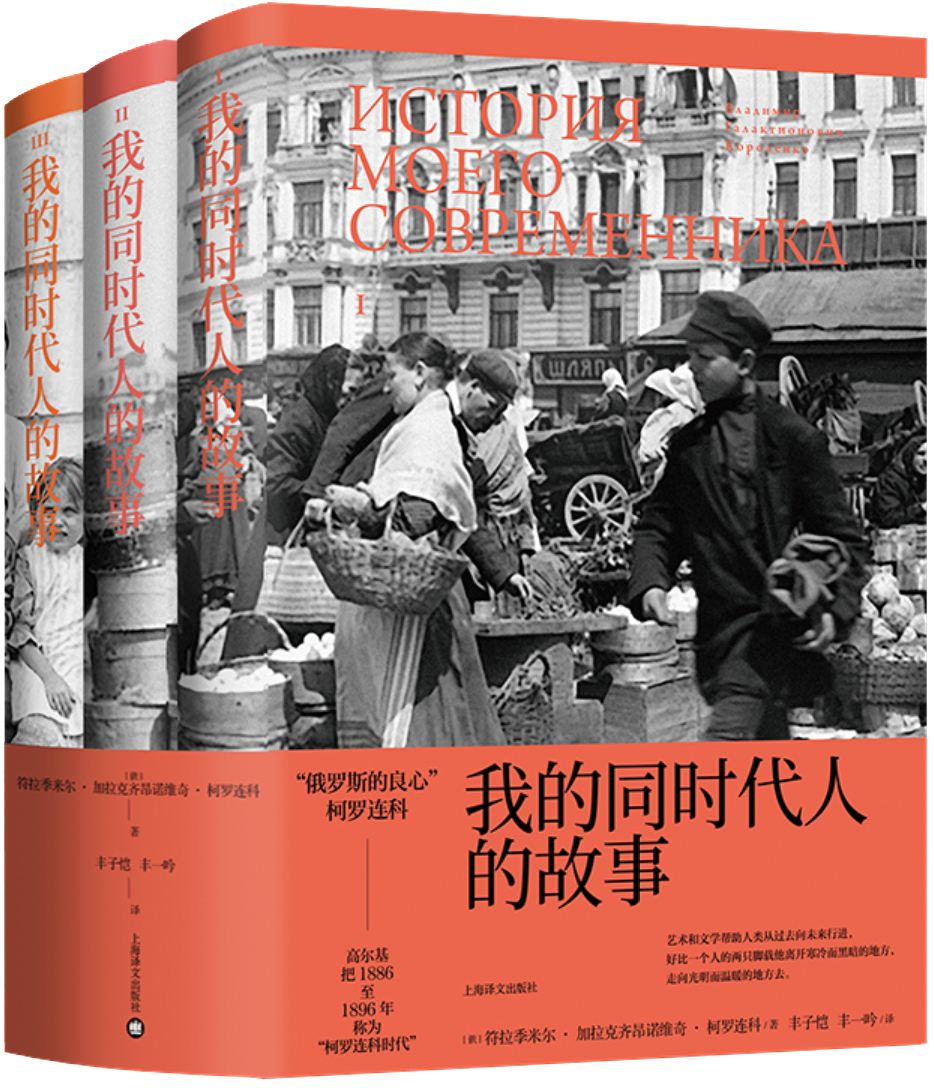 III
我的同时代人的故事
II
我的同时代人的故事
I
我的同时代人的故事
ИСТОРИЯ
МОЕГО
СОВРЕМЕННИКА
I
Владимир
Галактионович
Короленко
ШЛЯП
[俄]
符拉季米尔·加拉克齐昂诺维奇·柯罗连科
著
丰子恺 丰一吟
译
上海译文出版社
“俄罗斯的良心”
柯罗连科
高尔基
把1886
至
1896年
称为
“柯罗连科时代”
我的同时代人
的故事
艺术和文学帮助人类从过去向未来行进,
好比一个人的两只脚载他离开寒冷而黑暗的地方,
走向光明而温暖的地方去。
上海译文出版社
[俄]符拉季米尔·加拉克齐昂诺维奇·柯罗连科/著 丰子恺 丰一吟/译